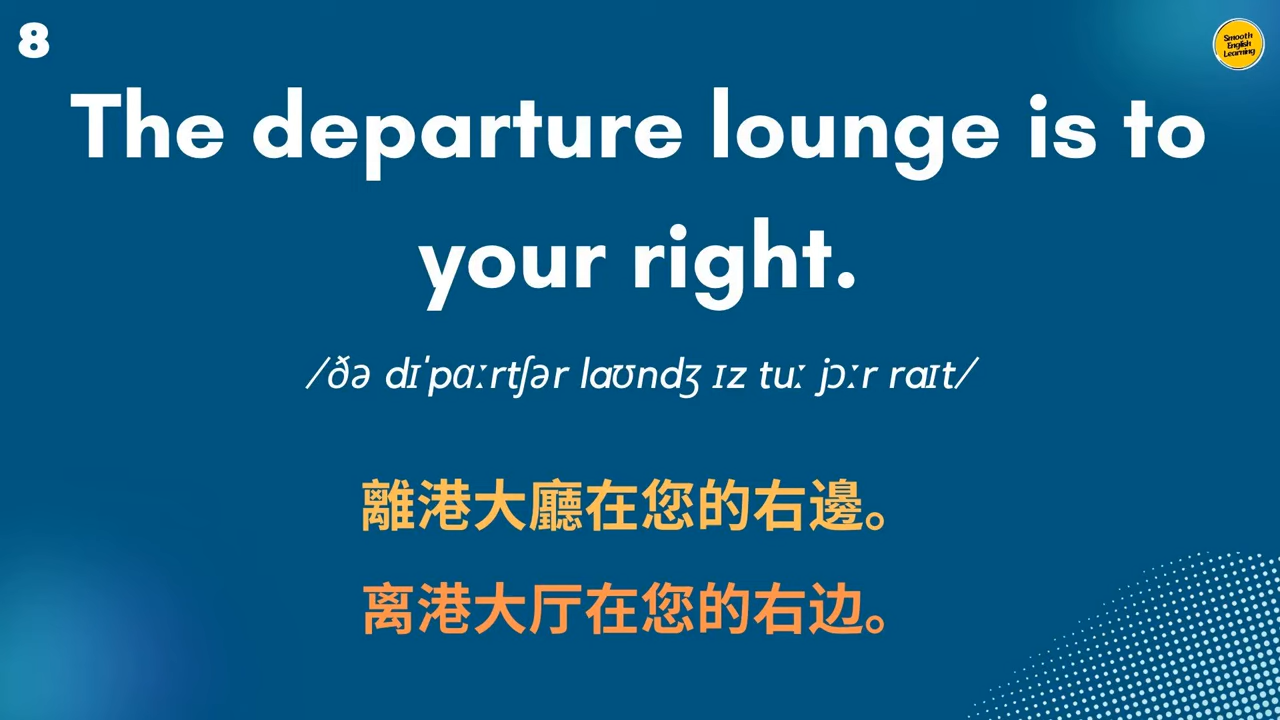 8
Smooth
English
Learning
The departure lounge is to
your right.
/ðə dɪˈpɑːrtʃər laʊndʒ ɪz tuː jɔːr raɪt/
離港大廳在您的右邊。
离港大厅在您的右边。